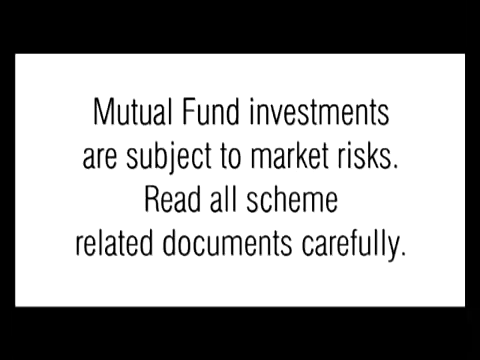 Mutual Fund investments
are subject to market risks.
Read all scheme
related documents carefully.